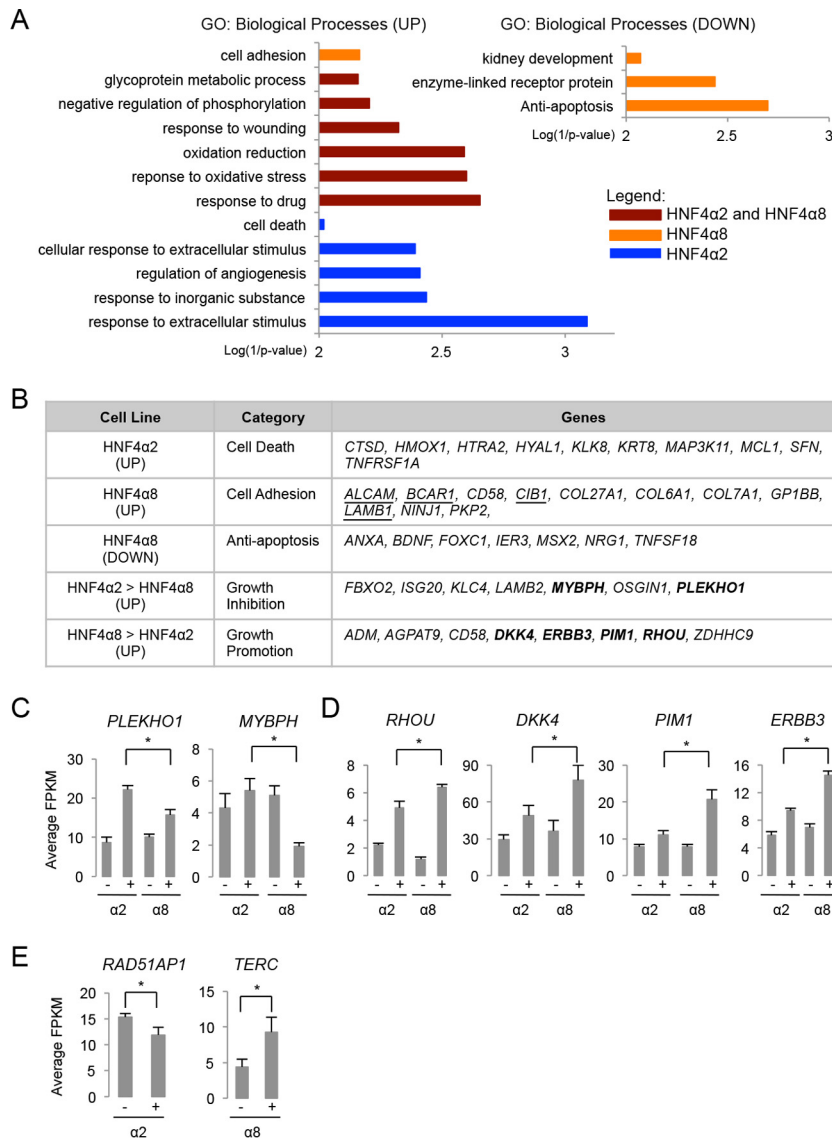 A
GO: Biological Processes (UP)
cell adhesion
glycoprotein metabolic process
negative regulation of phosphorylation
response to wounding
oxidation reduction
reponse to oxidative stress
response to drug
cell death
cellular response to extracellular stimulus
regulation of angiogenesis
response to inorganic substance
response to extracellular stimulus
Log(1/p-value)
2 2.5 3
GO: Biological Processes (DOWN)
kidney development
enzyme-linked receptor protein
Anti-apoptosis
Log(1/p-value)
2 2.5 3
Legend:
HNF4α2 and HNF4α8
HNF4α8
HNF4α2
B
Cell Line Category Genes
HNF4α2
(UP)
Cell Death
CTSD, HMOX1, HTRA2, HYAL1, KLK8, KRT8, MAP3K11, MCL1, SFN,
TNFRSF1A
HNF4α8
(UP)
Cell Adhesion
ALCAM, BCAR1, CD58, CIB1, COL27A1, COL6A1, COL7A1, GP1BB,
LAMB1, NINJ1, PKP2,
HNF4α8
(DOWN)
Anti-apoptosis
ANXA, BDNF, FOXC1, IER3, MSX2, NRG1, TNFSF18
HNF4α2 > HNF4α8
(UP)
Growth
Inhibition
FBXO2, ISG20, KLC4, LAMB2, MYBPH, OSGIN1, PLEKHO1
HNF4α8 > HNF4α2
(UP)
Growth
Promotion
ADM, AGPAT9, CD58, DKK4, ERBB3, PIM1, RHOU, ZDHHC9
C
Average FPKM
PLEKHO1
*
30
20
10
0
- + - +
α2 α8
MYBPH
*
8
6
4
2
0
- + - +
α2 α8
D
RHOU
*
8
6
4
2
0
- + - +
α2 α8
DKK4
*
90
60
30
0
- + - +
α2 α8
PIM1
*
30
20
10
0
- + - +
α2 α8
ERBB3
*
16
12
8
4
0
- + - +
α2 α8
E
Average FPKM
RAD51AP1
*
20
15
10
5
0
- +
α2
TERC
*
15
10
5
0
- +
α8